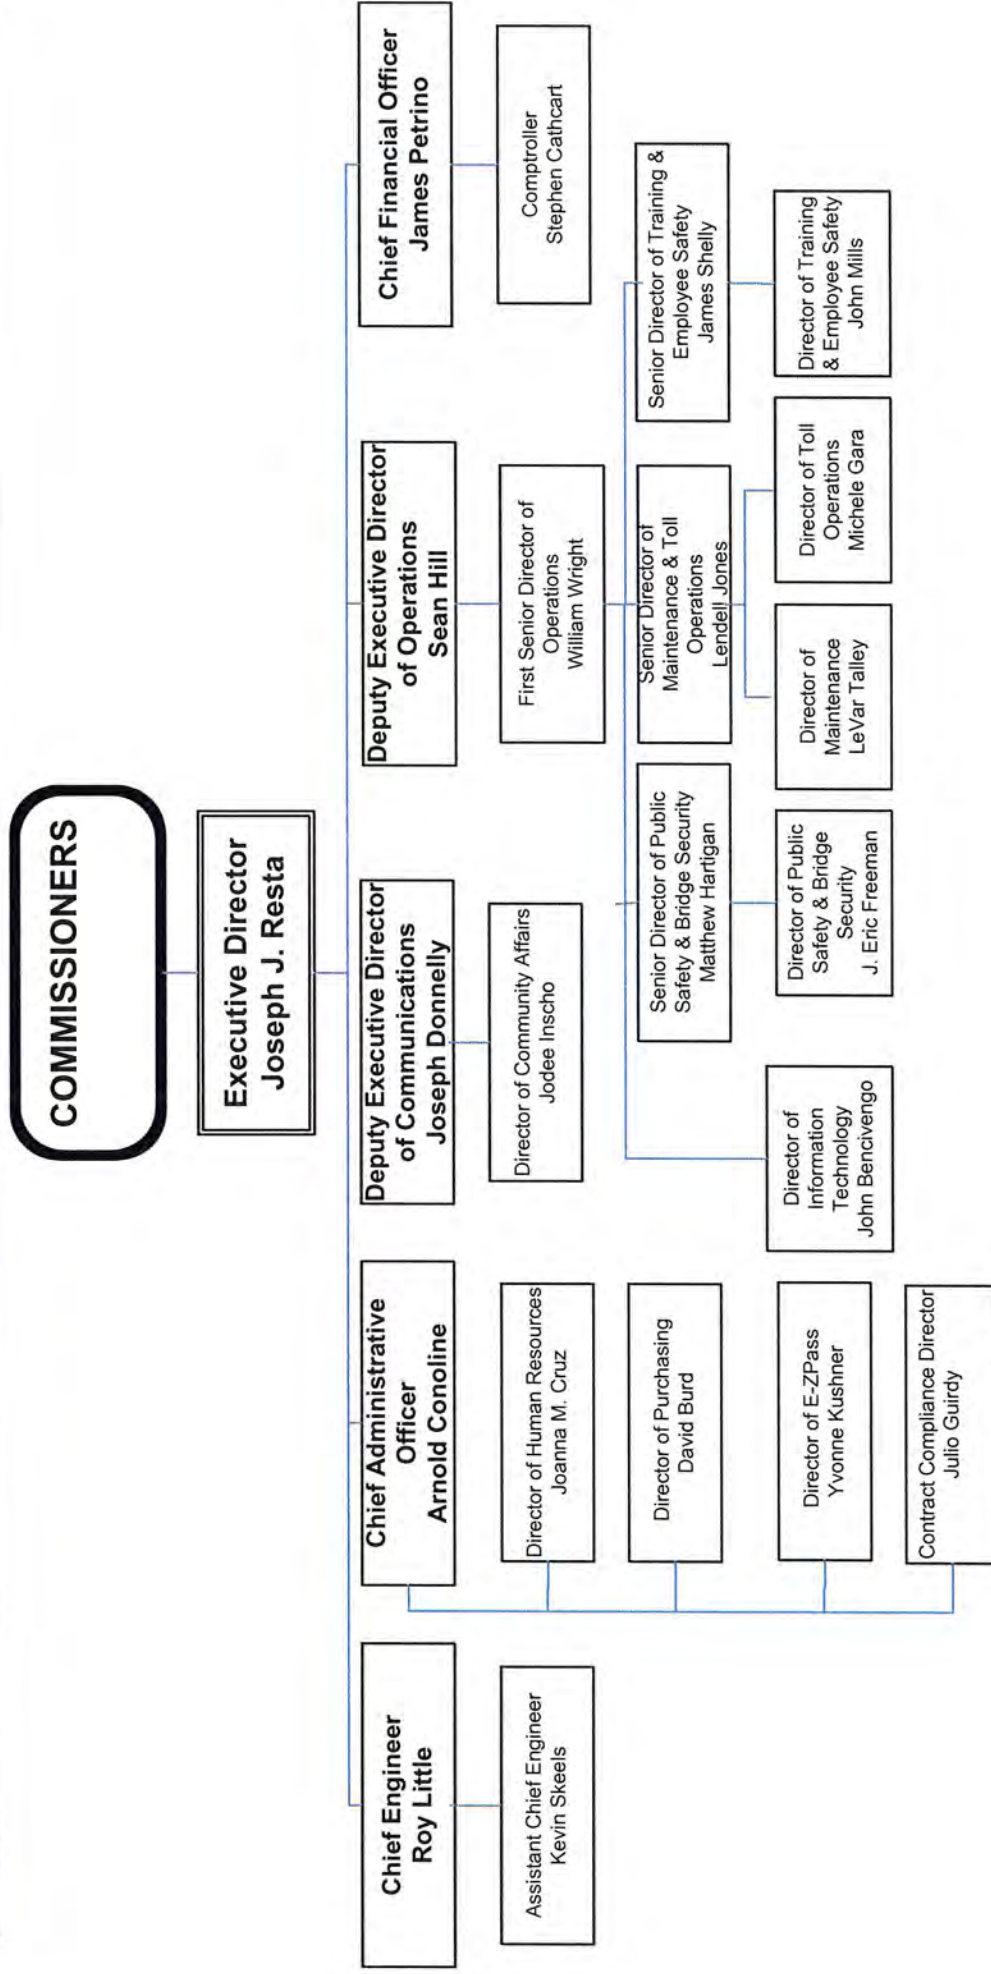 COMMISSIONERS
Executive Director
Joseph J. Resta
Chief Engineer
Roy Little
Chief Administrative
Officer
Arnold Conoline
Deputy Executive Director
of Communications
Joseph Donnelly
Deputy Executive Director
of Operations
Sean Hill
Chief Financial Officer
James Petrino
Assistant Chief Engineer
Kevin Skeels
Director of Human Resources
Joanna M. Cruz
Director of Purchasing
David Burd
Director of E-ZPass
Yvonne Kushner
Contract Compliance Director
Julio Guirdy
Director of Community Affairs
Jodee Inscho
First Senior Director of
Operations
William Wright
Comptroller
Stephen Cathcart
Director of
Information
Technology
John Bencivengo
Senior Director of Public
Safety & Bridge Security
Matthew Hartigan
Senior Director of
Maintenance & Toll
Operations
Lendell Jones
Senior Director of Training &
Employee Safety
James Shelly
Director of Public
Safety & Bridge
Security
J. Eric Freeman
Director of
Maintenance
LeVar Talley
Director of Toll
Operations
Michele Gara
Director of Training
& Employee Safety
John Mills